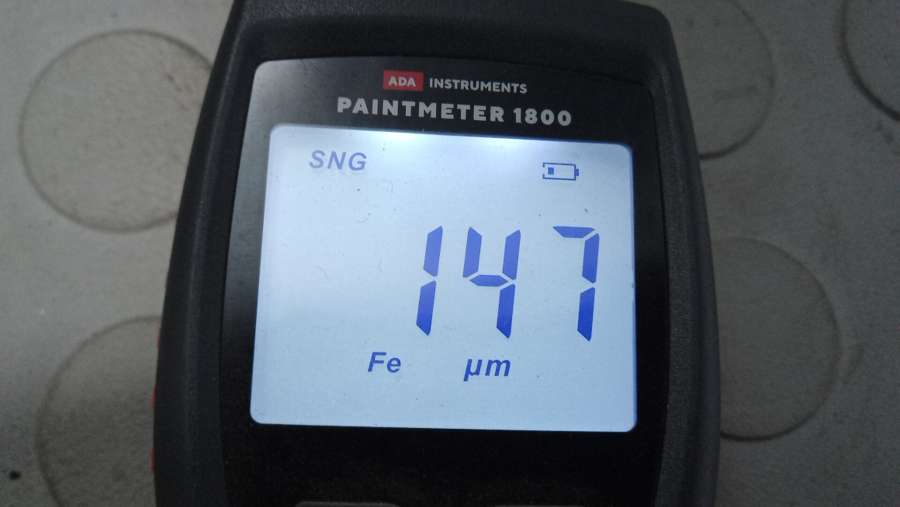 ADA INSTRUMENTS
PAINTMETER 1800
SNG
147
Fe µm